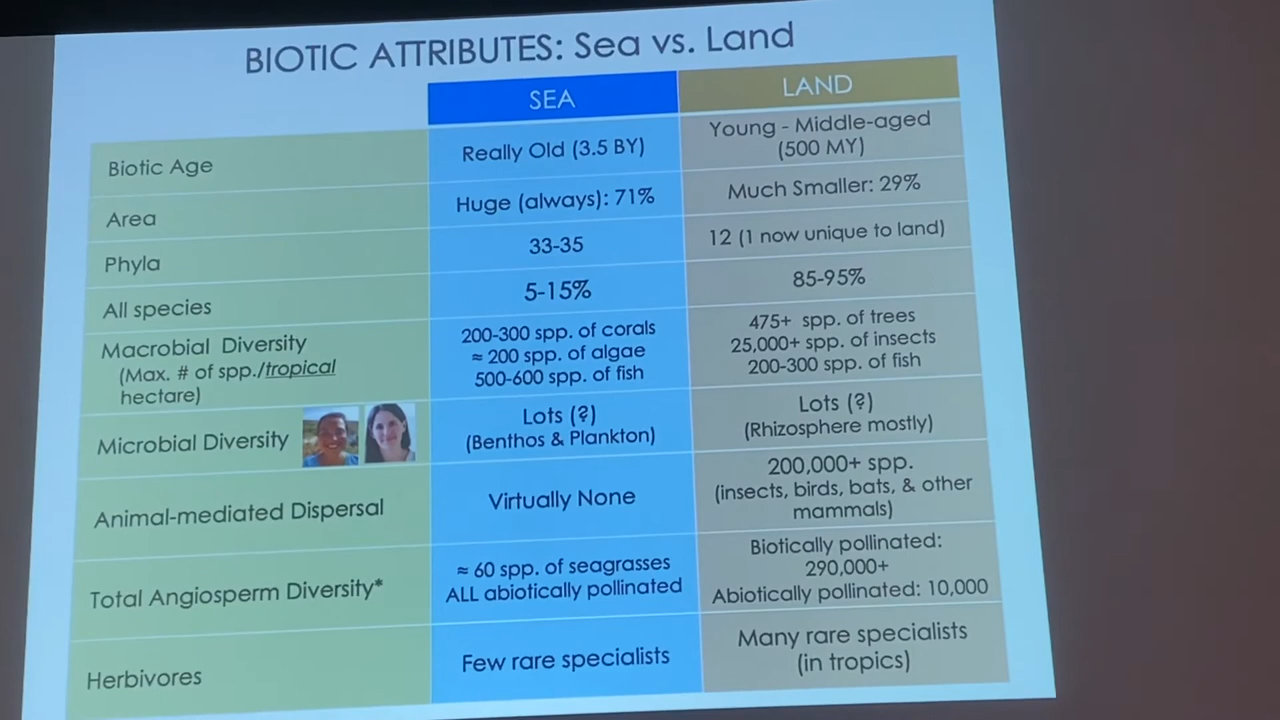 BIOTIC ATTRIBUTES: Sea vs. Land
SEA
LAND
Biotic Age
Really Old (3.5 BY)
Young - Middle-aged
(500 MY)
Area
Huge (always): 71%
Much Smaller: 29%
Phyla
33-35
12 (1 now unique to land)
All species
5-15%
85-95%
Macrobial Diversity
(Max. # of spp./tropical
hectare)
200-300 spp. of corals
≈ 200 spp. of algae
500-600 spp. of fish
475+ spp. of trees
25,000+ spp. of insects
200-300 spp. of fish
Microbial Diversity
Lots (?)
(Benthos & Plankton)
Lots (?)
(Rhizosphere mostly)
Animal-mediated Dispersal
Virtually None
200,000+ spp.
(insects, birds, bats, & other
mammals)
Total Angiosperm Diversity*
≈ 60 spp. of seagrasses
ALL abiotically pollinated
Biotically pollinated:
290,000+
Abiotically pollinated: 10,000
Herbivores
Few rare specialists
Many rare specialists
(in tropics)